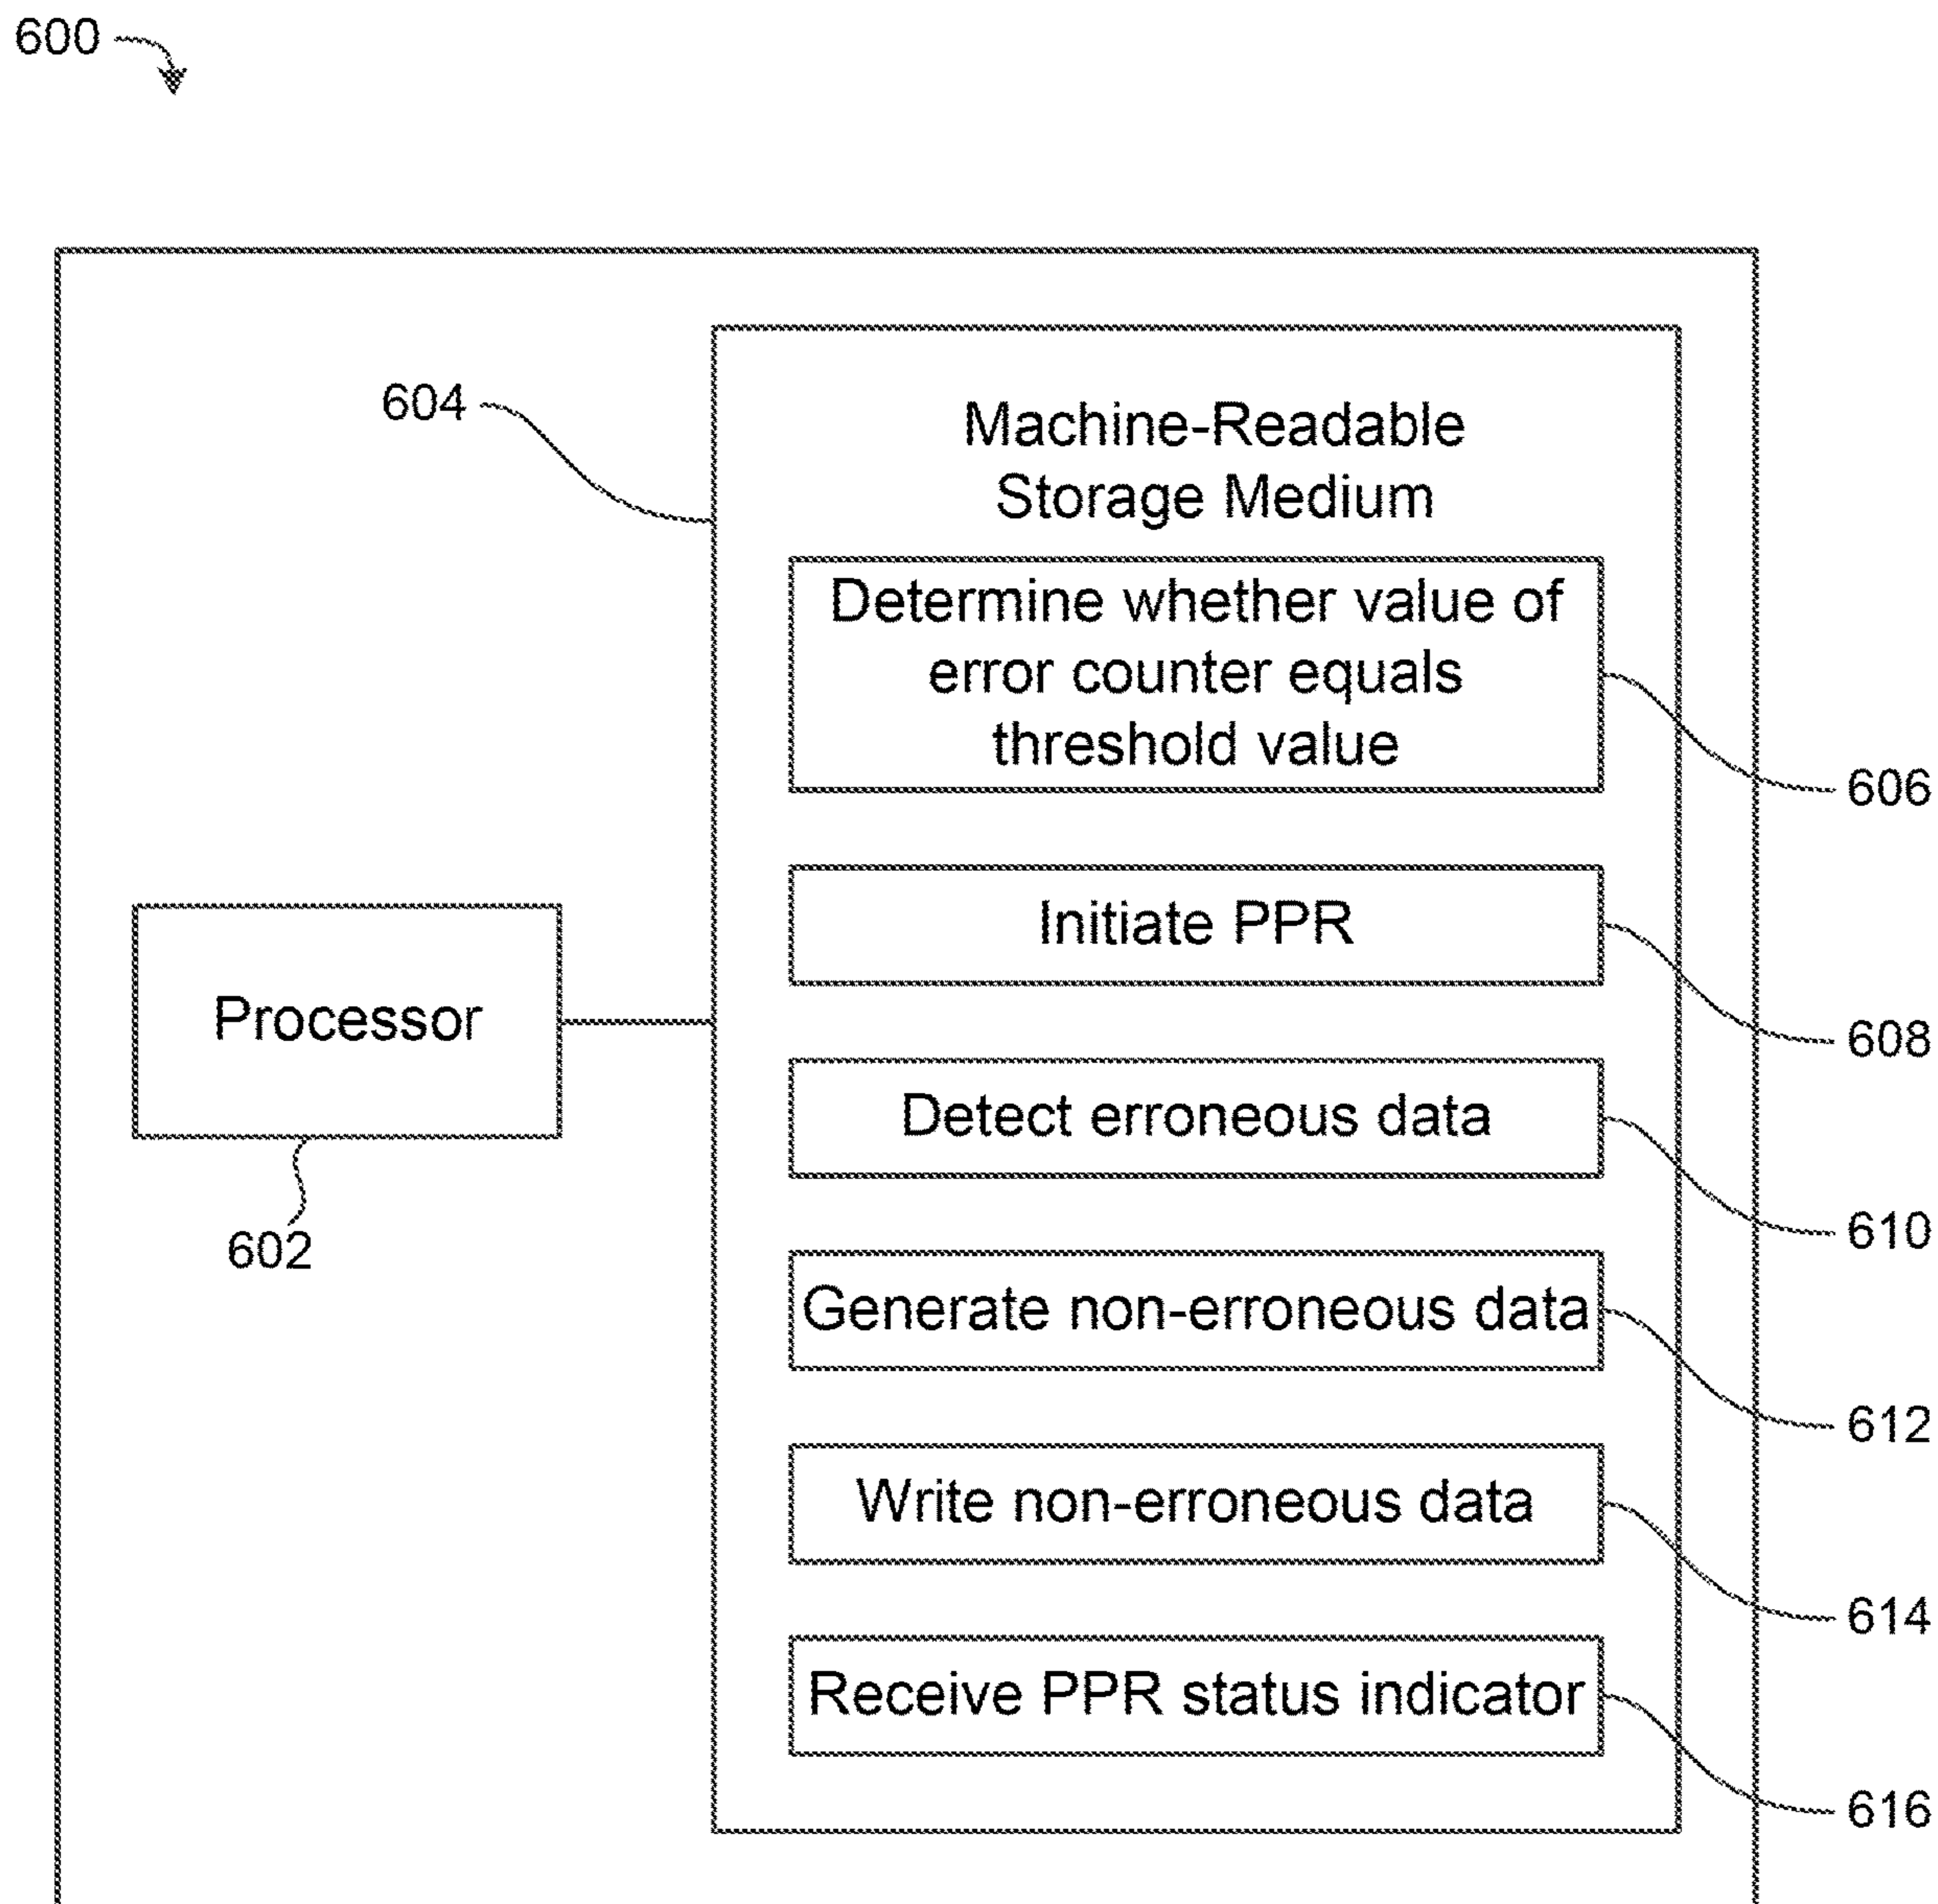 600
604
Machine-Readable
Storage Medium
Determine whether value of
error counter equals
threshold value
606
Initiate PPR
608
Processor
602
Detect erroneous data
610
Generate non-erroneous data
612
Write non-erroneous data
614
Receive PPR status indicator
616